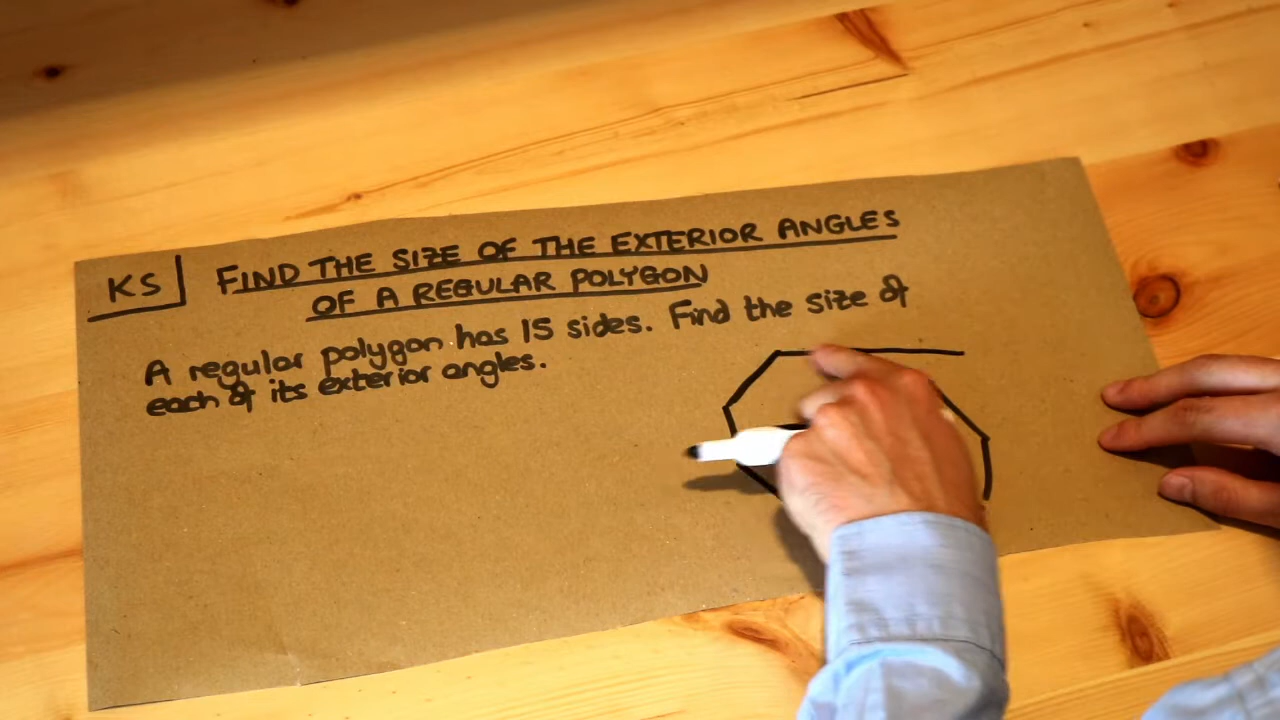 KS
FIND THE SIZE OF THE EXTERIOR ANGLES
OF A REGULAR POLYGON
A regular polygon has 15 sides. Find the size of
each of its exterior angles.